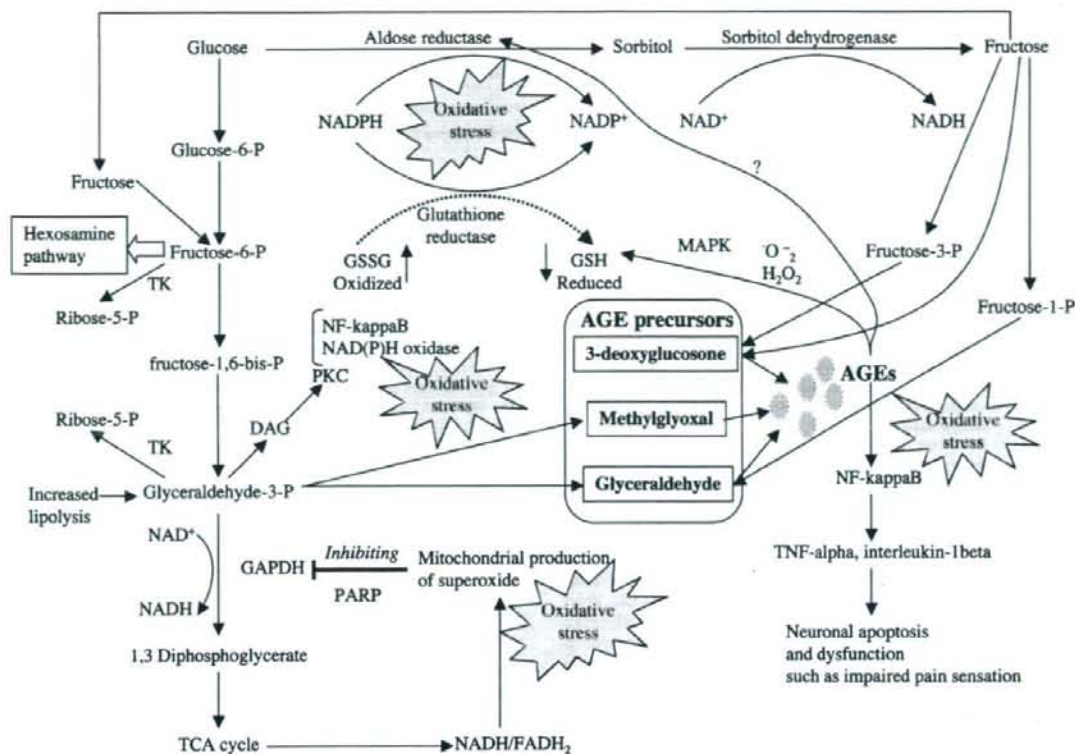 Glucose
Aldose reductase
Sorbitol
Sorbitol dehydrogenase
Fructose
NADPH
Oxidative
stress
NADP⁺
NAD⁺
NADH
Glucose-6-P
Fructose
?
Glutathione
reductase
Hexosamine
pathway
Fructose-6-P
GSSG
Oxidized
GSH
Reduced
MAPK
·O⁻₂
H₂O₂
Fructose-3-P
TK
Ribose-5-P
Fructose-1-P
NF-kappaB
NAD(P)H oxidase
PKC
AGE precursors
3-deoxyglucosone
fructose-1,6-bis-P
Oxidative
stress
AGEs
Ribose-5-P
DAG
Methylglyoxal
Oxidative
stress
TK
Increased
lipolysis
Glyceraldehyde-3-P
Glyceraldehyde
NF-kappaB
NAD⁺
GAPDH
Inhibiting
PARP
Mitochondrial production
of superoxide
TNF-alpha, interleukin-1beta
NADH
Oxidative
stress
1,3 Diphosphoglycerate
Neuronal apoptosis
and dysfunction
such as impaired pain sensation
TCA cycle
NADH/FADH₂